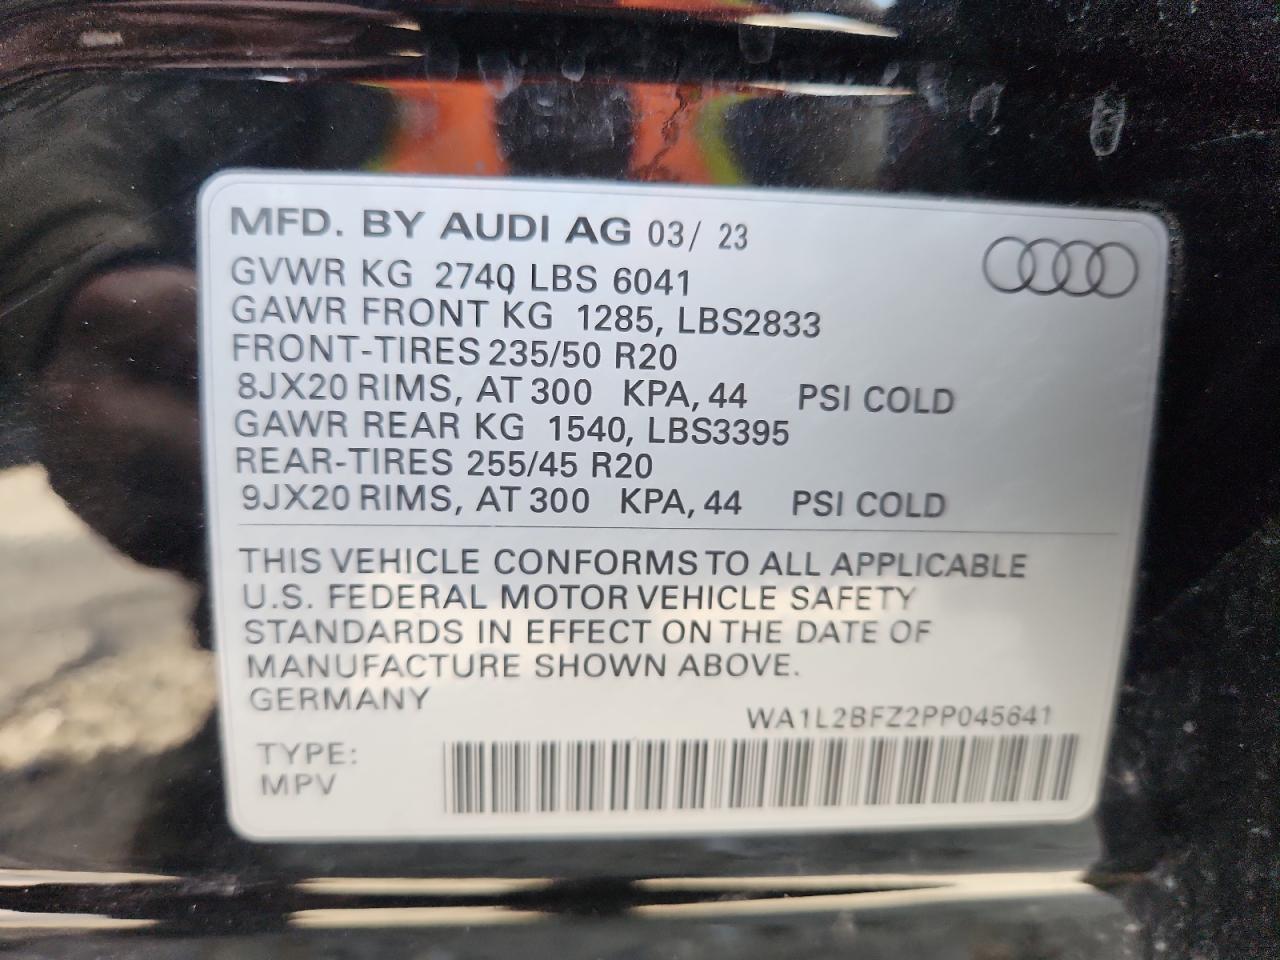 MFD. BY AUDI AG 03/ 23
GVWR KG 2740 LBS 6041
GAWR FRONT KG 1285, LBS2833
FRONT-TIRES 235/50 R20
8JX20 RIMS, AT 300 KPA, 44 PSI COLD
GAWR REAR KG 1540, LBS3395
REAR-TIRES 255/45 R20
9JX20 RIMS, AT 300 KPA, 44 PSI COLD
THIS VEHICLE CONFORMS TO ALL APPLICABLE
U.S. FEDERAL MOTOR VEHICLE SAFETY
STANDARDS IN EFFECT ON THE DATE OF
MANUFACTURE SHOWN ABOVE.
GERMANY
WA1L2BFZ2PP045641
TYPE:
MPV